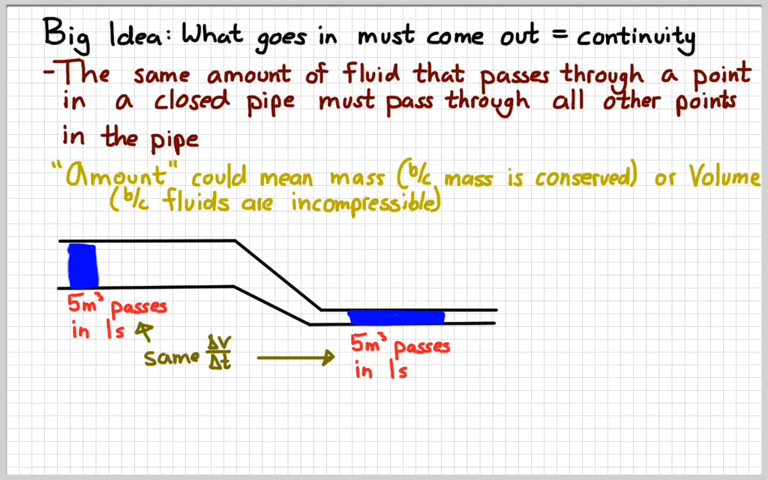 Big Idea: What goes in must come out = continuity
-The same amount of fluid that passes through a point
in a closed pipe must pass through all other points
in the pipe
"Amount" could mean mass (b/c mass is conserved) or Volume
(b/c fluids are incompressible)
5m³ passes
in 1s
same ΔV/Δt
5m³ passes
in 1s